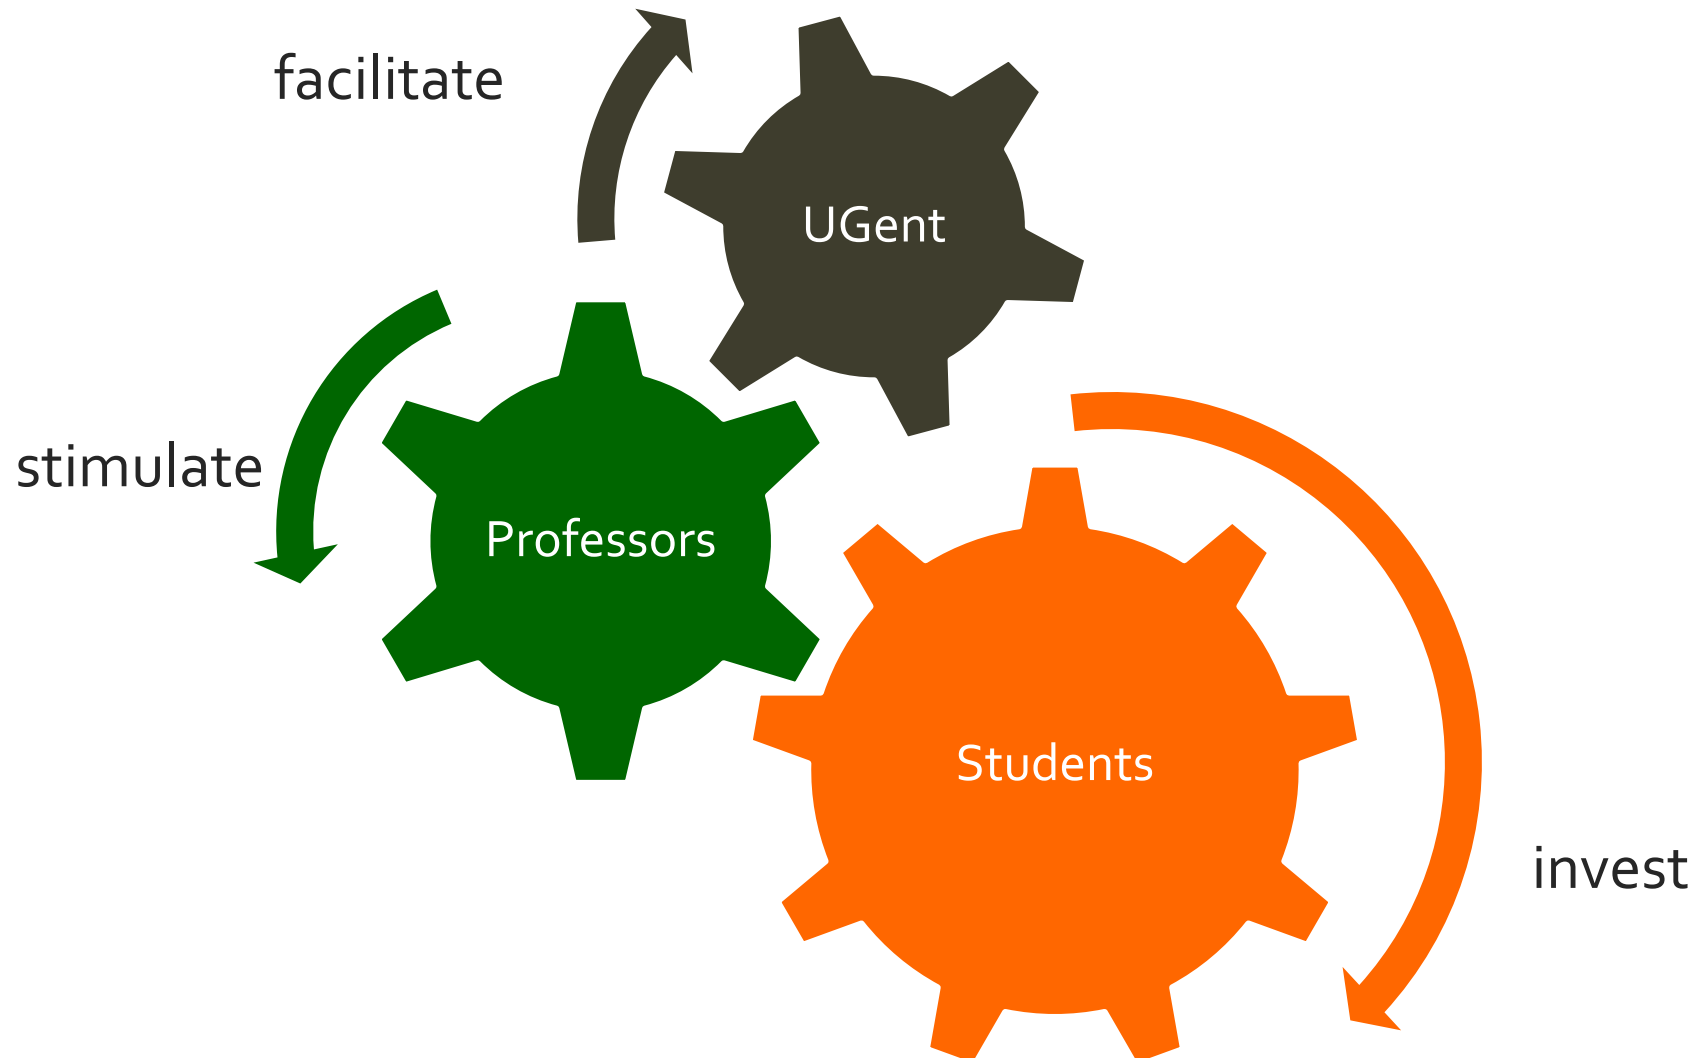 facilitate
UGent
stimulate
Professors
Students
invest